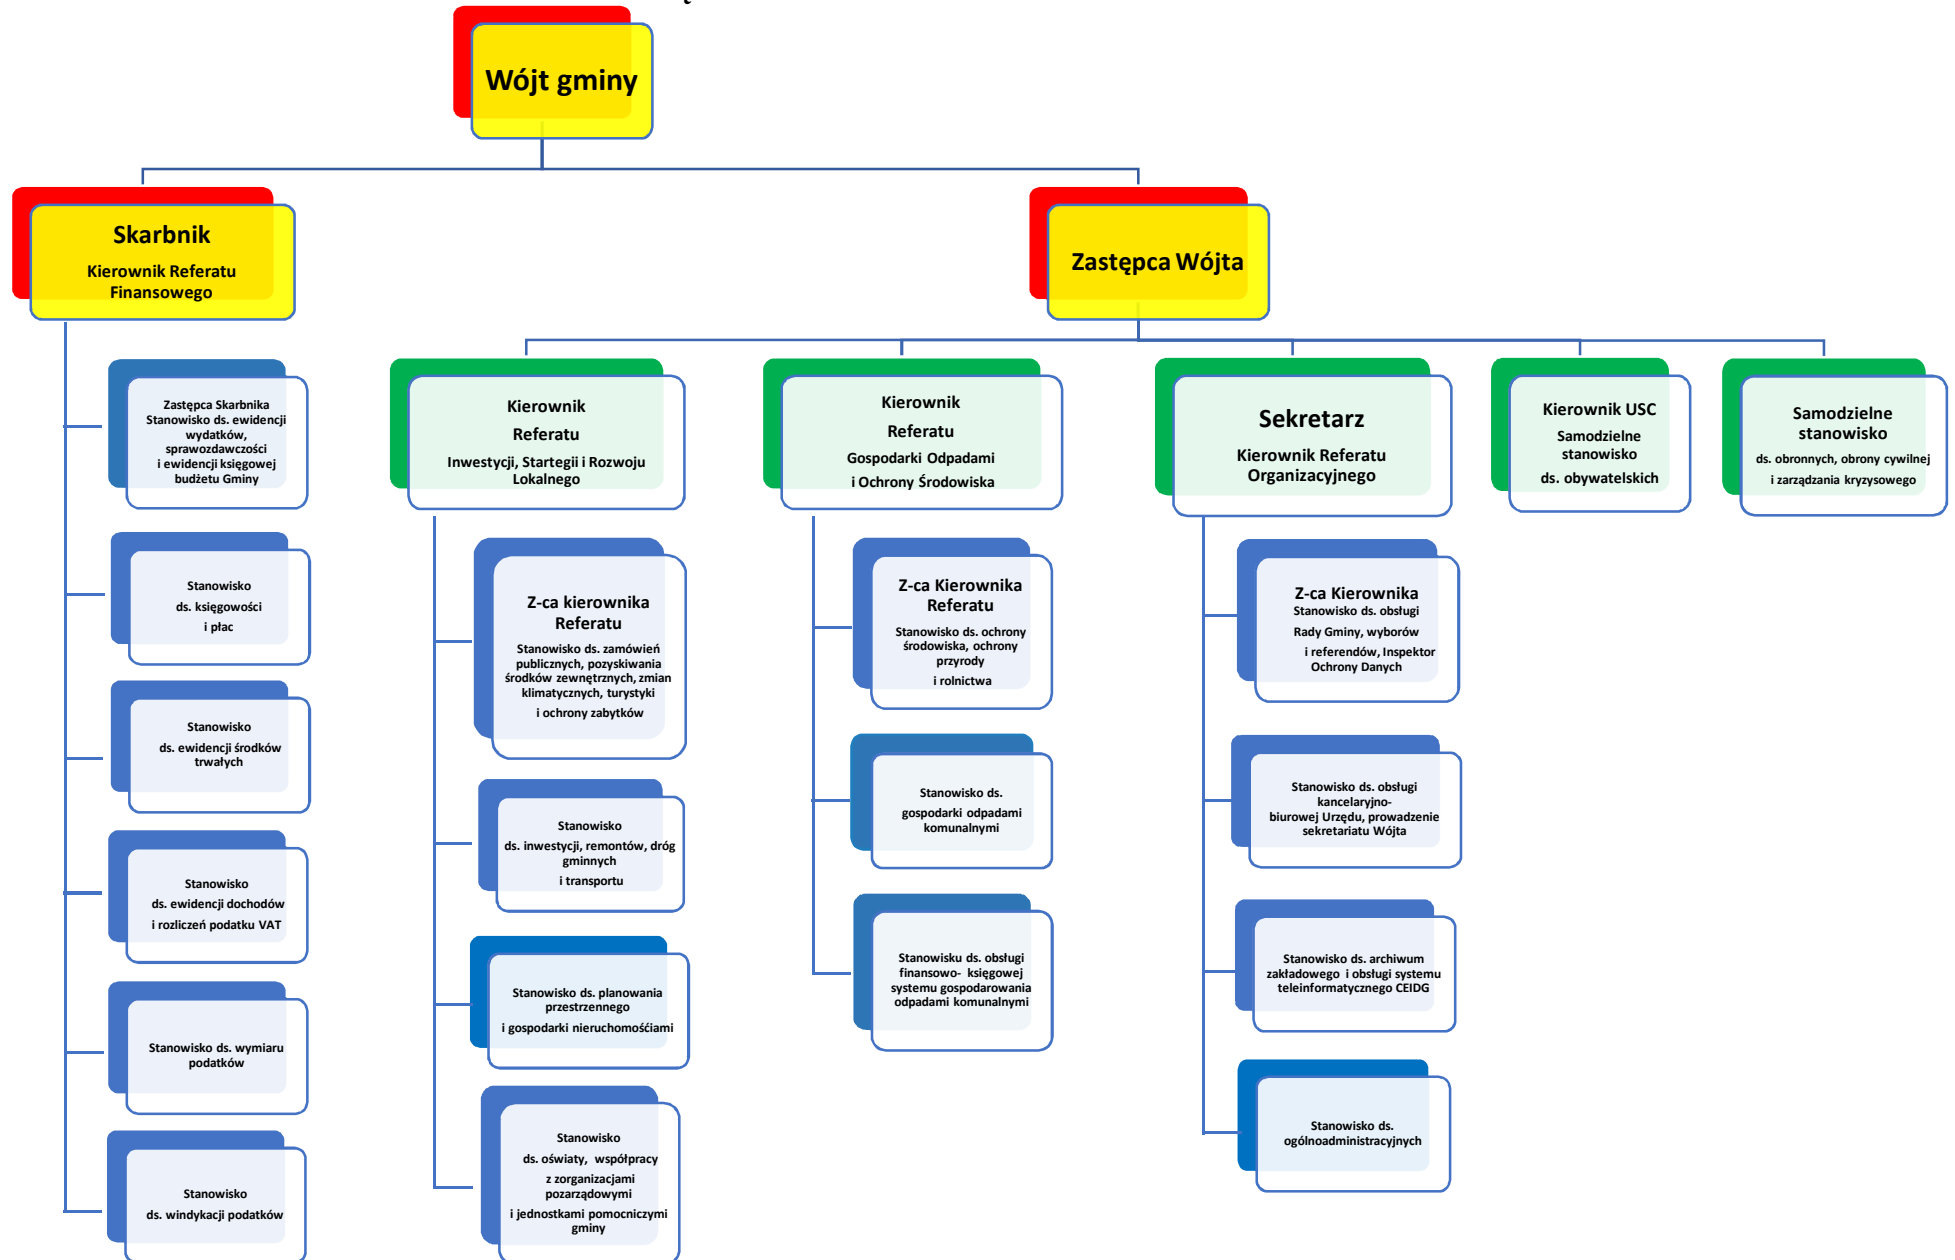 Wójt gminy
Skarbnik
Kierownik Referatu
Finansowego
Zastępca Wójta
Zastępca Skarbnika
Stanowisko ds. ewidencji
wydatków,
sprawozdawczości
i ewidencji księgowej
budżetu Gminy
Stanowisko
ds. księgowości
i płac
Stanowisko
ds. ewidencji środków
trwałych
Stanowisko
ds. ewidencji dochodów
i rozliczeń podatku VAT
Stanowisko ds. wymiaru
podatków
Stanowisko
ds. windykacji podatków
Kierownik
Referatu
Inwestycji, Startegii i Rozwoju
Lokalnego
Z-ca kierownika
Referatu
Stanowisko ds. zamówień
publicznych, pozyskiwania
środków zewnętrznych, zmian
klimatycznych, turystyki
i ochrony zabytków
Stanowisko
ds. inwestycji, remontów, dróg
gminnych
i transportu
Stanowisko ds. planowania
przestrzennego
i gospodarki nieruchomośćiami
Stanowisko
ds. oświaty, współpracy
z zorganizacjami
pozarządowymi
i jednostkami pomocniczymi
gminy
Kierownik
Referatu
Gospodarki Odpadami
i Ochrony Środowiska
Z-ca Kierownika
Referatu
Stanowisko ds. ochrony
środowiska, ochrony
przyrody
i rolnictwa
Stanowisko ds.
gospodarki odpadami
komunalnymi
Stanowisku ds. obsługi
finansowo- księgowej
systemu gospodarowania
odpadami komunalnymi
Sekretarz
Kierownik Referatu
Organizacyjnego
Z-ca Kierownika
Stanowisko ds. obsługi
Rady Gminy, wyborów
i referendów, Inspektor
Ochrony Danych
Stanowisko ds. obsługi
kancelaryjno-
biurowej Urzędu, prowadzenie
sekretariatu Wójta
Stanowisko ds. archiwum
zakładowego i obsługi systemu
teleinformatycznego CEIDG
Stanowisko ds.
ogólnoadministracyjnych
Kierownik USC
Samodzielne
stanowisko
ds. obywatelskich
Samodzielne
stanowisko
ds. obronnych, obrony cywilnej
i zarządzania kryzysowego